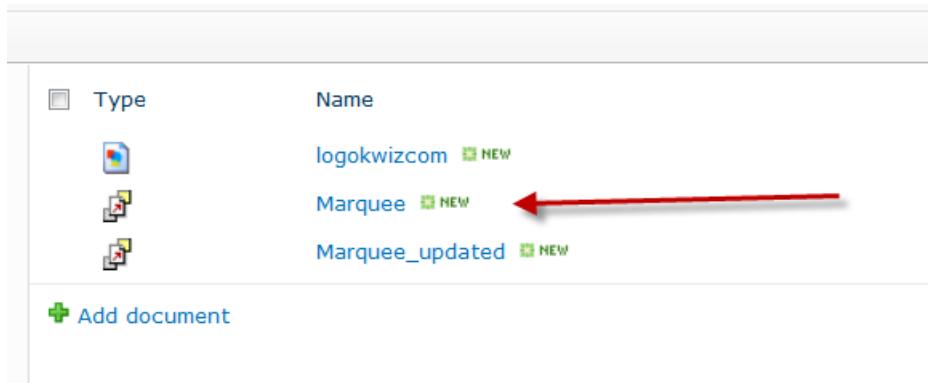 Type Name
logokwizcom NEW
Marquee NEW
Marquee_updated NEW
Add document